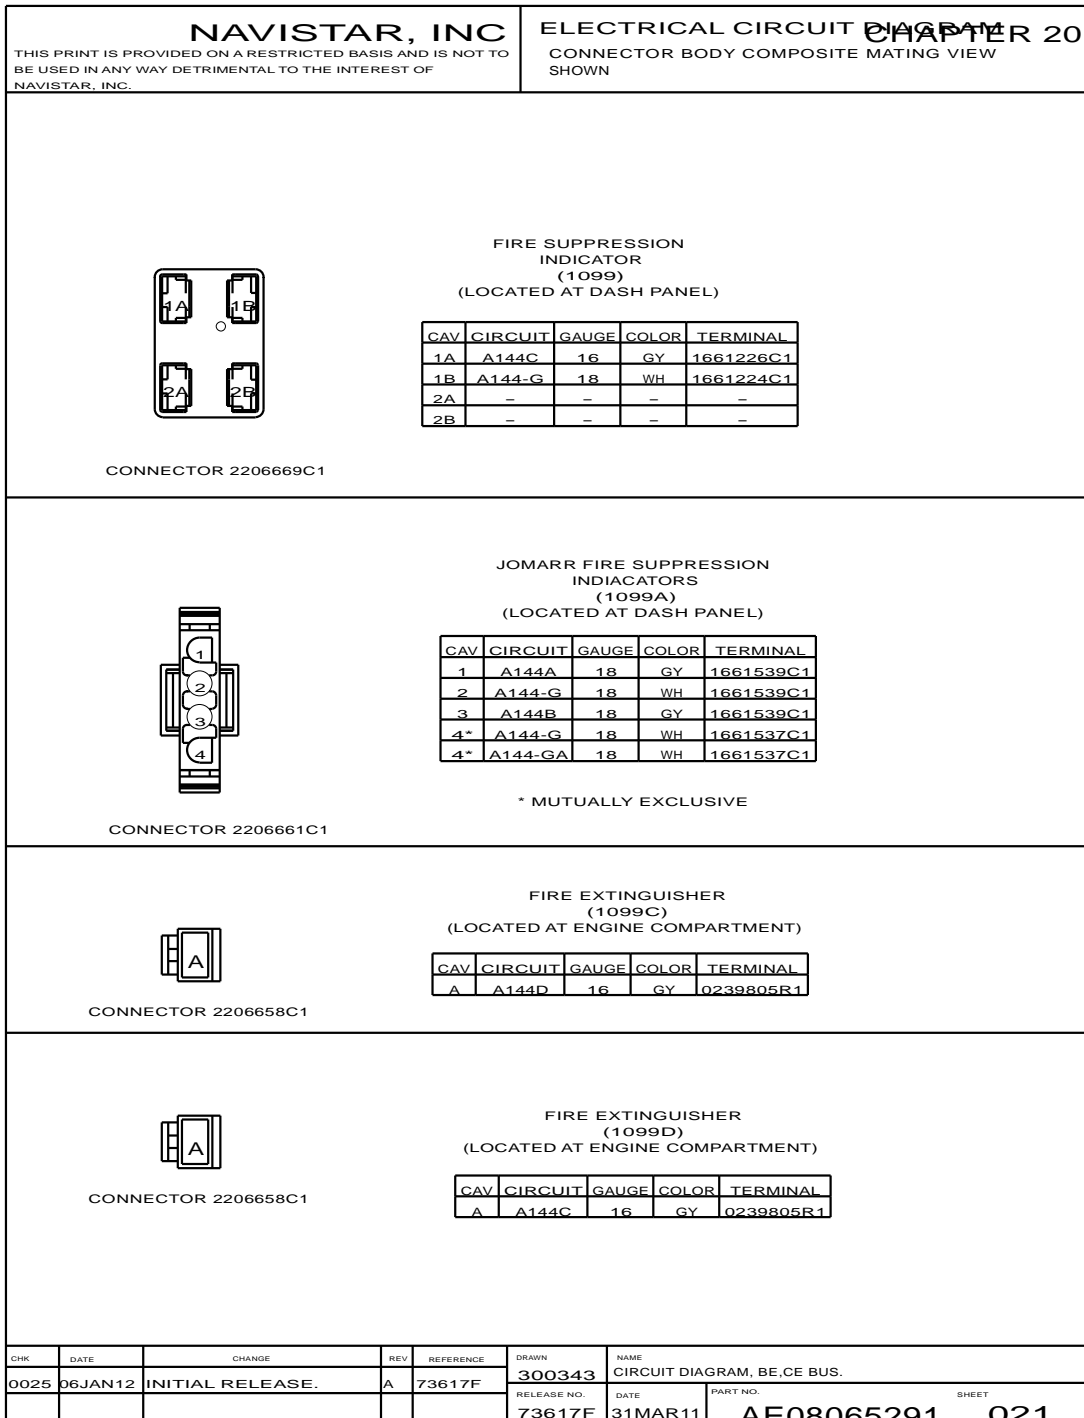 NAVISTAR, INC
THIS PRINT IS PROVIDED ON A RESTRICTED BASIS AND IS NOT TO
BE USED IN ANY WAY DETRIMENTAL TO THE INTEREST OF
NAVISTAR, INC.
ELECTRICAL CIRCUIT DIAGRAM
CHAPTER 20
CONNECTOR BODY COMPOSITE MATING VIEW
SHOWN
FIRE SUPPRESSION
INDICATOR
(1099)
(LOCATED AT DASH PANEL)
1A 1B
2A 2B
CONNECTOR 2206669C1
CAV CIRCUIT GAUGE COLOR TERMINAL
1A A144C 16 GY 1661226C1
1B A144-G 18 WH 1661224C1
2A – – – –
2B – – – –
JOMARR FIRE SUPPRESSION
INDIACATORS
(1099A)
(LOCATED AT DASH PANEL)
1
2
3
4
CONNECTOR 2206661C1
CAV CIRCUIT GAUGE COLOR TERMINAL
1 A144A 18 GY 1661539C1
2 A144-G 18 WH 1661539C1
3 A144B 18 GY 1661539C1
4* A144-G 18 WH 1661537C1
4* A144-GA 18 WH 1661537C1
* MUTUALLY EXCLUSIVE
FIRE EXTINGUISHER
(1099C)
(LOCATED AT ENGINE COMPARTMENT)
A
CONNECTOR 2206658C1
CAV CIRCUIT GAUGE COLOR TERMINAL
A A144D 16 GY 0239805R1
FIRE EXTINGUISHER
(1099D)
(LOCATED AT ENGINE COMPARTMENT)
A
CONNECTOR 2206658C1
CAV CIRCUIT GAUGE COLOR TERMINAL
A A144C 16 GY 0239805R1
CHK DATE CHANGE REV REFERENCE
0025 06JAN12 INITIAL RELEASE. A 73617F
DRAWN
300343
NAME
CIRCUIT DIAGRAM, BE,CE BUS.
RELEASE NO.
73617F
DATE
31MAR11
PART NO.
AE08065291
SHEET
021